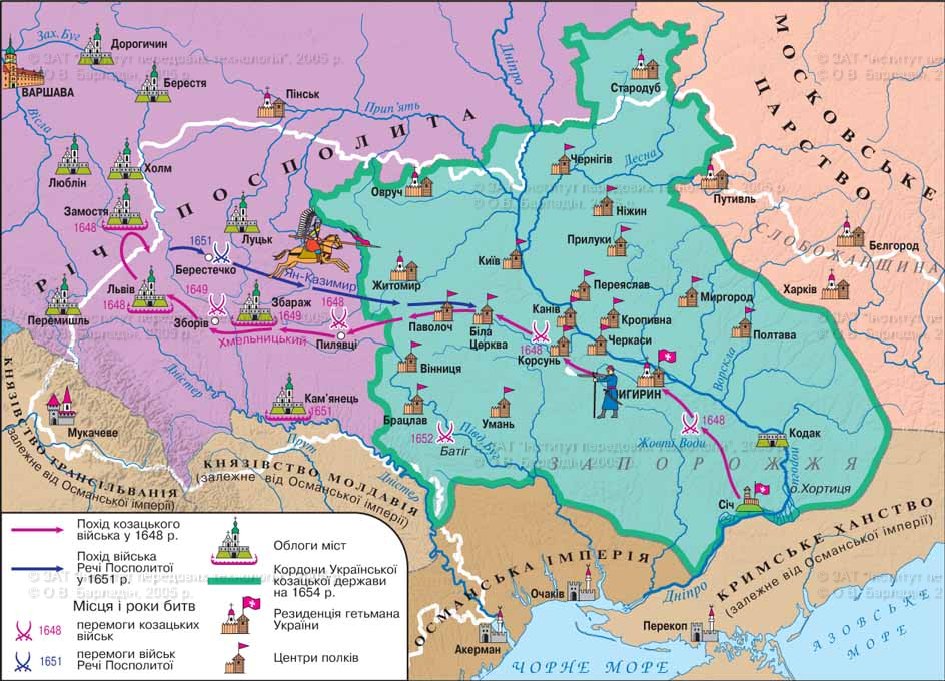 Зах. Буг
Дорогичин
© ЗАТ "Інститут передових технологій", 2005 р.
© О В. Барладін, 2005 р.
ВАРШАВА
Берестя
Пінськ
Вісла
Прип'ять
Дніпро
Стародуб
МОСКОВСЬКЕ
ЦАРСТВО
РІЧ ПОСПОЛИТА
Люблін
Холм
Чернігів
Десна
Овруч
Путивль
Замостя
1648
Луцьк
Ніжин
Прилуки
Бєлгород
СЛОБОЖАНЩИНА
1651
Берестечко
Ян-Казимир
Київ
Житомир
Харків
Львів
1648
1649
Зборів
Збараж
1649
1648
Переяслав
Миргород
Перемишль
Хмельницький
Пилявці
Паволоч
Біла
Церква
Канів
Кропивна
Черкаси
Полтава
1648
Корсунь
Ворскла
Вінниця
ЧИГИРИН
Дністер
Кам'янець
1651
Мукачеве
Брацлав
Умань
1652
Батіг
Півд. Буг
1648
Жовті Води
Кодак
Прут
ЗАПОРОЖЖЯ
о.Хортиця
Січ
КНЯЗІВСТВО ТРАНСІЛЬВАНІЯ
(залежне від Османської імперії)
КНЯЗІВСТВО МОЛДАВІЯ
(залежне від Османської імперії)
Дністер
ОСМАНСЬКА ІМПЕРІЯ
КРИМСЬКЕ ХАНСТВО
(залежне від Османської імперії)
Очаків
Дніпро
Перекоп
Акерман
ЧОРНЕ МОРЕ
АЗОВСЬКЕ
МОРЕ
Похід козацького
війська у 1648 р.
Похід війська
Речі Посполитої
у 1651 р.
Місця і роки битв
1648
перемоги козацьких
військ
1651
перемоги військ
Речі Посполитої
Облоги міст
Кордони Української
козацької держави
на 1654 р.
Резиденція гетьмана
України
Центри полків